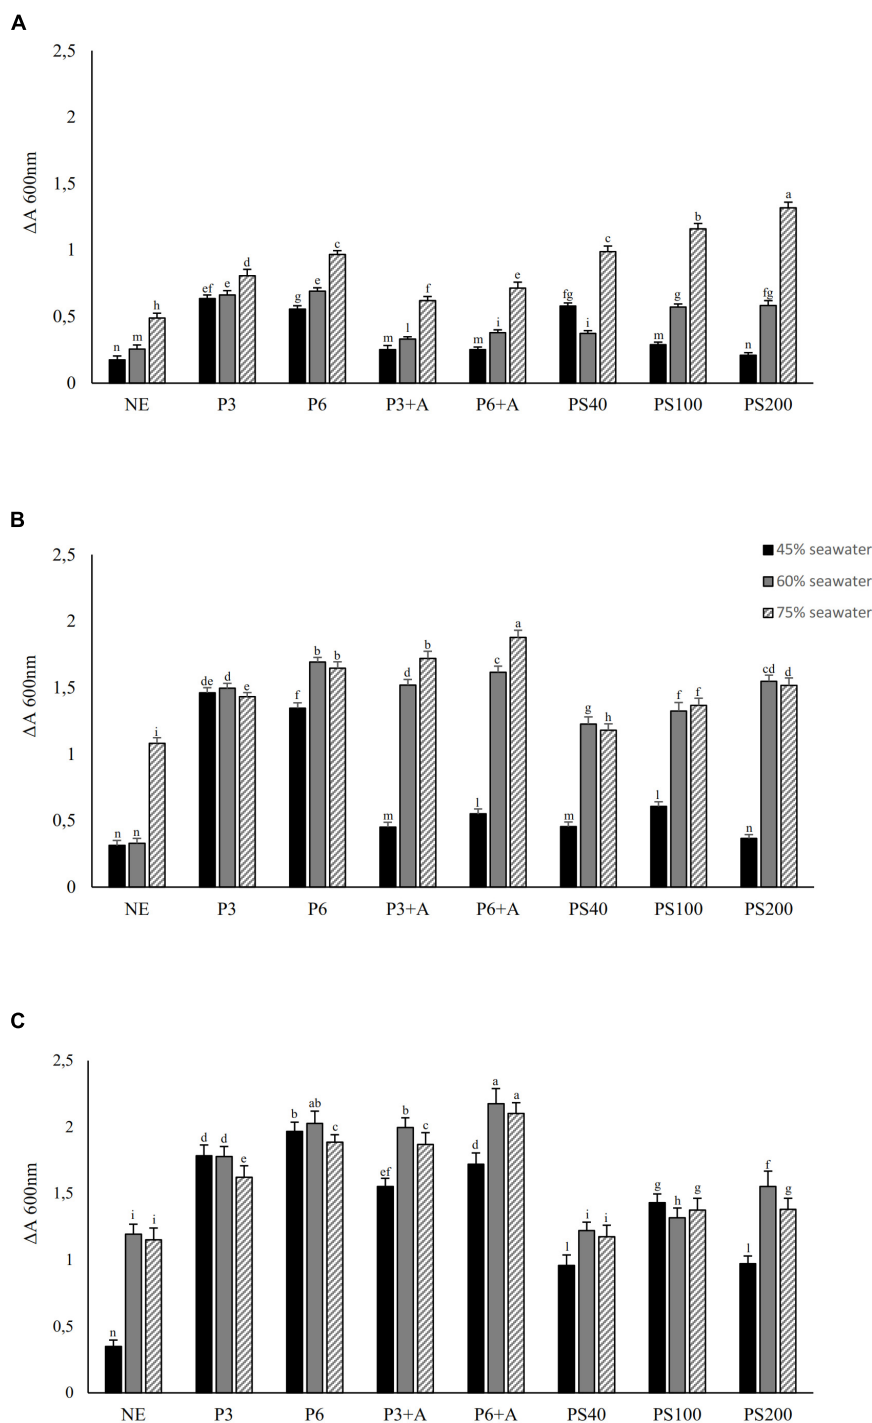 A
2,5
2
1,5
1
0,5
0
ΔA 600nm
n m h ef e d g e c m l f m i e fg i c m g b n fg a
NE P3 P6 P3+A P6+A PS40 PS100 PS200
B
2,5
2
1,5
1
0,5
0
ΔA 600nm
45% seawater
60% seawater
75% seawater
n n i de d e f b b m d b l c a m g h l f f n cd d
NE P3 P6 P3+A P6+A PS40 PS100 PS200
C
2,5
2
1,5
1
0,5
0
ΔA 600nm
n i i d d e b ab c ef b c d a a l i i g h g l f g
NE P3 P6 P3+A P6+A PS40 PS100 PS200